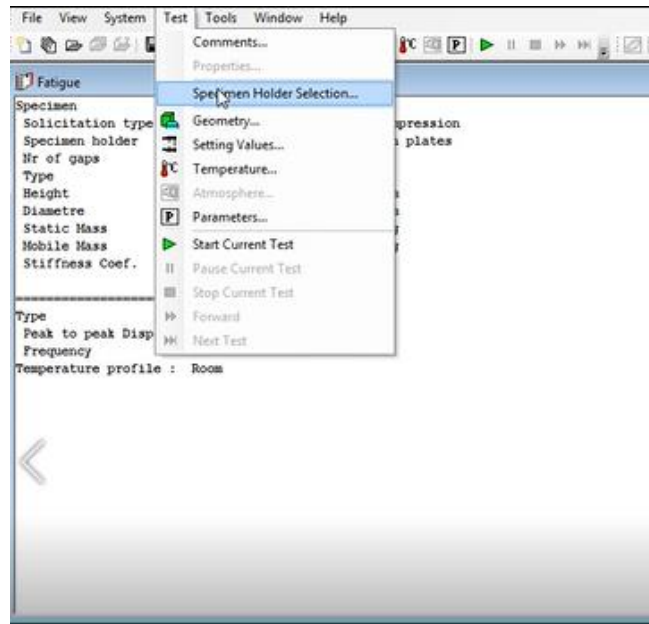 File View System Test Tools Window Help
Comments...
Properties...
Specimen Holder Selection...
Geometry...
Setting Values...
°C Temperature...
Atmosphere...
P Parameters...
Start Current Test
Pause Current Test
Stop Current Test
Forward
Next Test
°C P
Fatigue
Specimen
Solicitation type pression
Specimen holder plates
Nr of gaps
Type
Height
Diametre
Static Mass
Mobile Mass
Stiffness Coef.
Type
Peak to peak Disp
Frequency
Temperature profile : Room